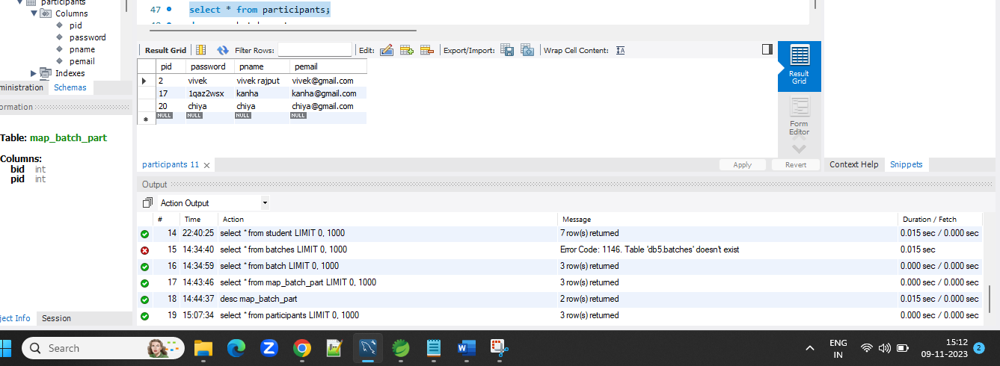 participants
Columns
pid
password
pname
pemail
Indexes
ministration Schemas
ormation
Table: map_batch_part
Columns:
bid int
pid int
ject Info Session
47 select * from participants;
Result Grid Filter Rows: Edit: Export/Import: Wrap Cell Content:
pid password pname pemail
2 vivek vivek rajput vivek@gmail.com
17 1qaz2wsx kanha kanha@gmail.com
20 chiya chiya chiya@gmail.com
NULL NULL NULL NULL
Result
Grid
Form
Editor
participants 11 Apply Revert
Context Help Snippets
Output
Action Output
# Time Action Message Duration / Fetch
14 22:40:25 select * from student LIMIT 0, 1000 7 row(s) returned 0.015 sec / 0.000 sec
15 14:34:40 select * from batches LIMIT 0, 1000 Error Code: 1146. Table 'db5.batches' doesn't exist 0.015 sec
16 14:34:59 select * from batch LIMIT 0, 1000 3 row(s) returned 0.000 sec / 0.000 sec
17 14:43:46 select * from map_batch_part LIMIT 0, 1000 3 row(s) returned 0.000 sec / 0.000 sec
18 14:44:37 desc map_batch_part 2 row(s) returned 0.015 sec / 0.000 sec
19 15:07:34 select * from participants LIMIT 0, 1000 3 row(s) returned 0.000 sec / 0.000 sec
Search
ENG
IN
15:12
09-11-2023
2